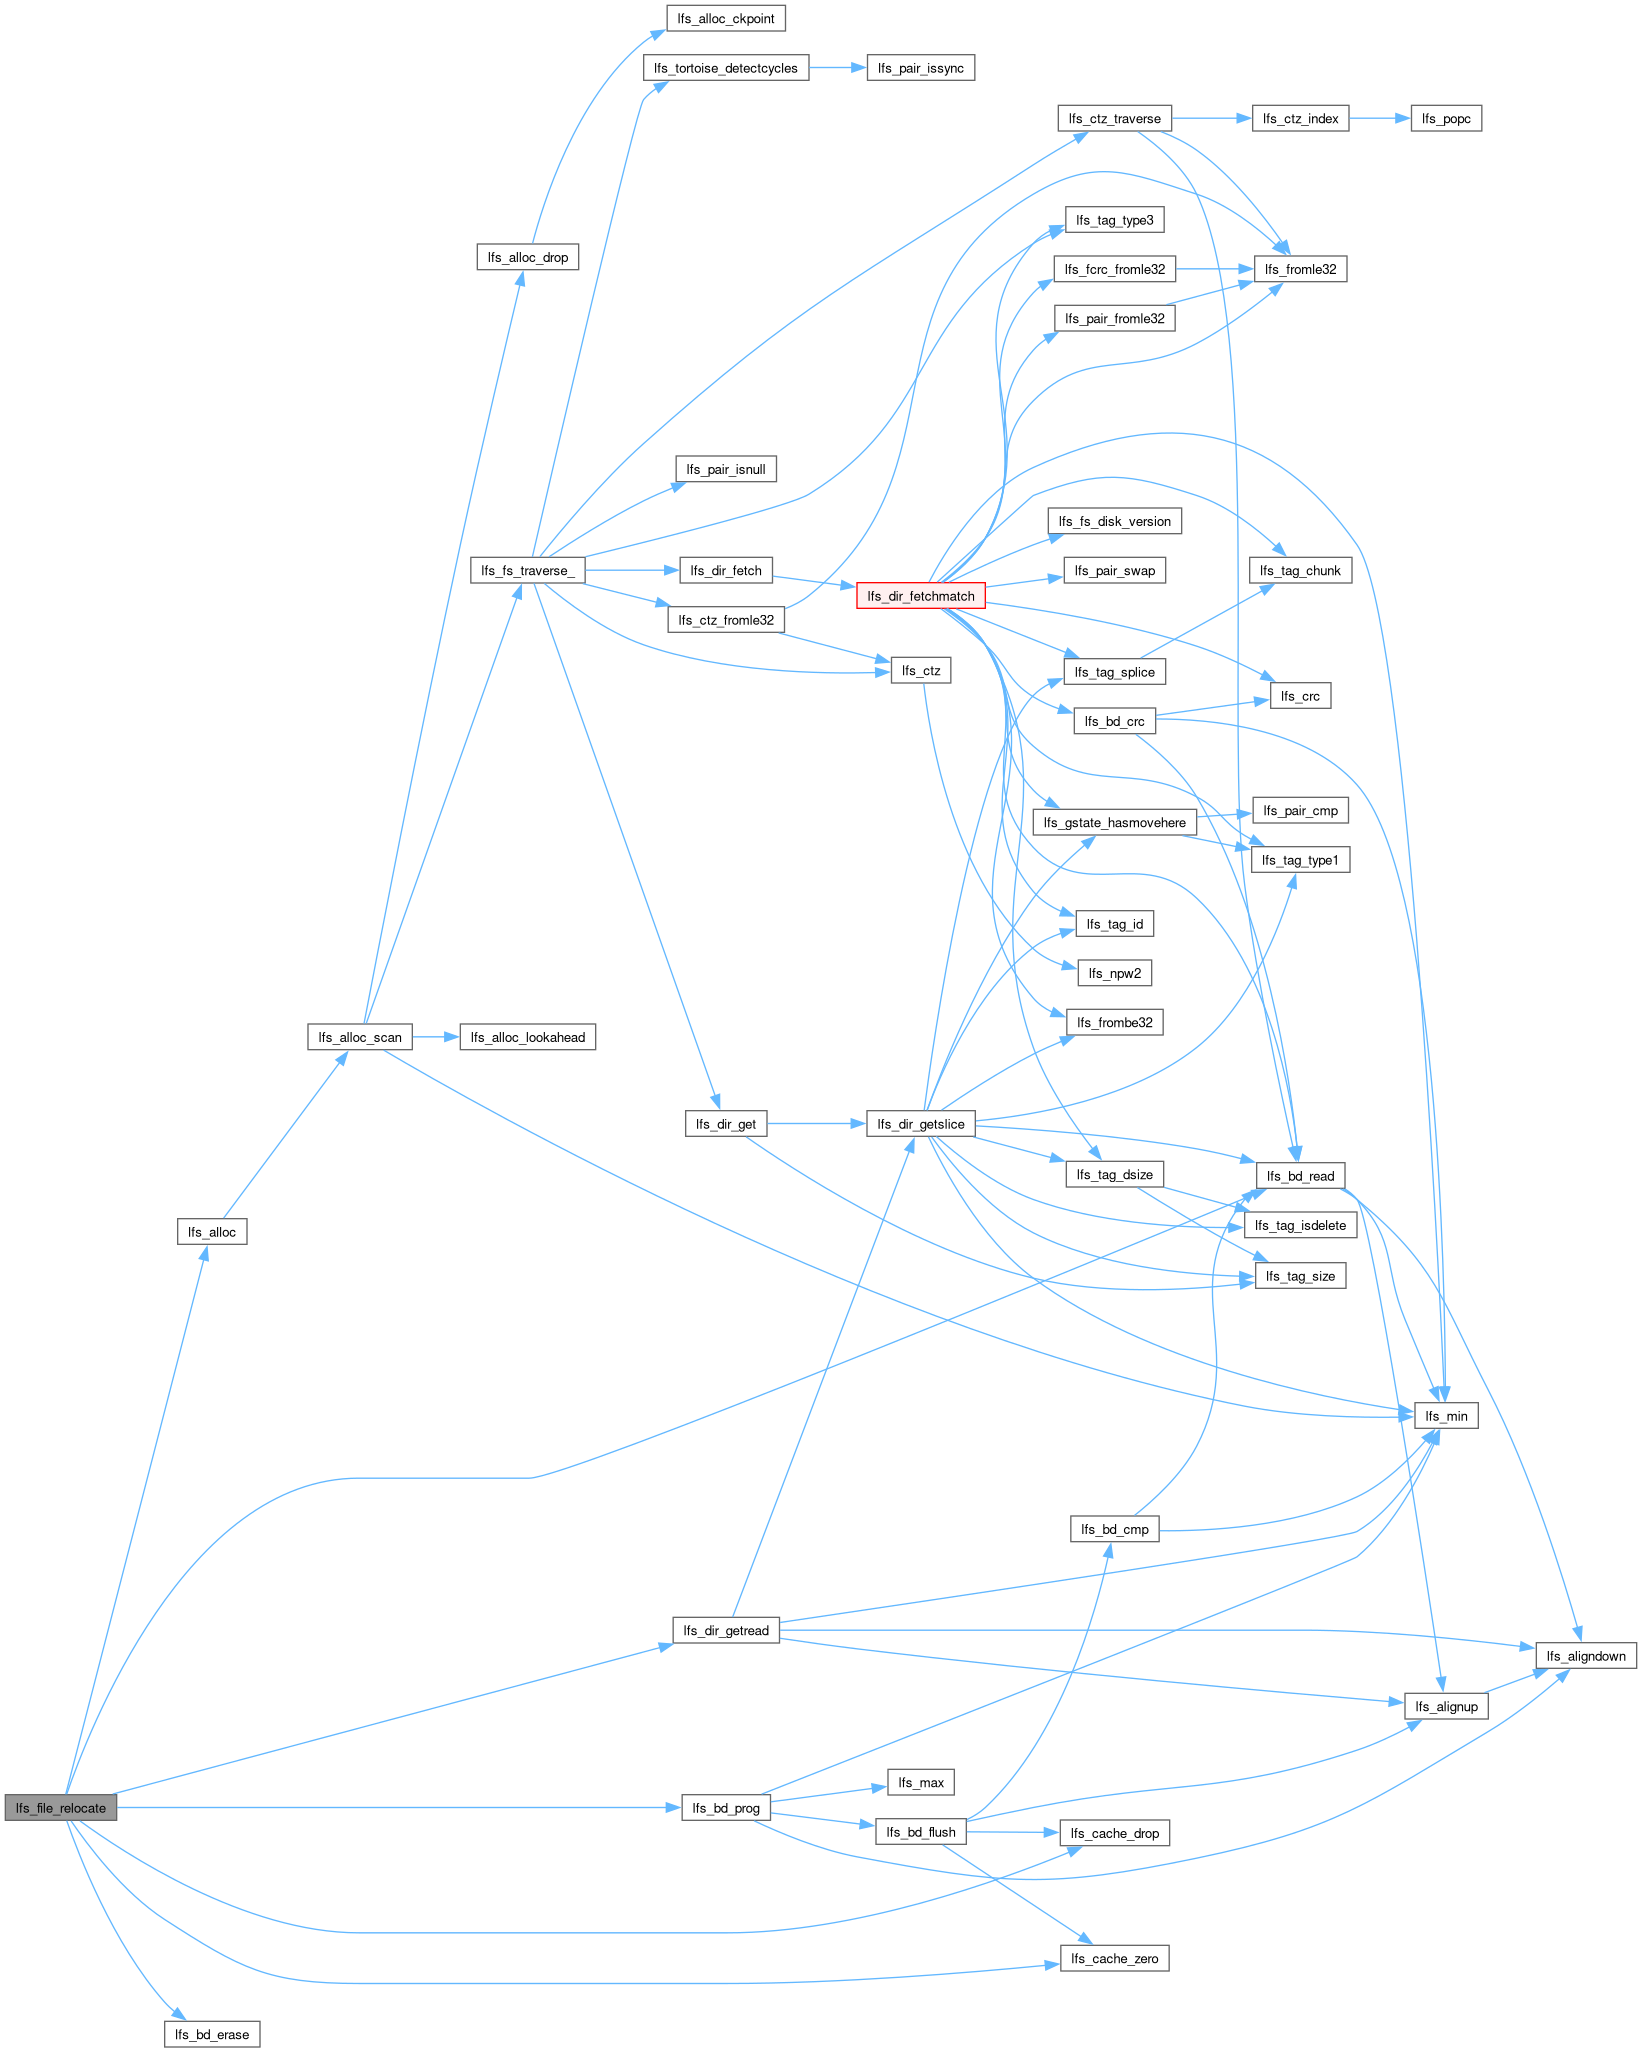 lfs_alloc_ckpoint
lfs_tortoise_detectcycles
lfs_pair_issync
lfs_ctz_traverse
lfs_ctz_index
lfs_popc
lfs_tag_type3
lfs_alloc_drop
lfs_fcrc_fromle32
lfs_fromle32
lfs_pair_fromle32
lfs_pair_isnull
lfs_fs_disk_version
lfs_fs_traverse_
lfs_dir_fetch
lfs_pair_swap
lfs_tag_chunk
lfs_dir_fetchmatch
lfs_ctz_fromle32
lfs_ctz
lfs_tag_splice
lfs_crc
lfs_bd_crc
lfs_pair_cmp
lfs_gstate_hasmovehere
lfs_tag_type1
lfs_tag_id
lfs_npw2
lfs_frombe32
lfs_alloc_scan
lfs_alloc_lookahead
lfs_dir_get
lfs_dir_getslice
lfs_tag_dsize
lfs_bd_read
lfs_alloc
lfs_tag_isdelete
lfs_tag_size
lfs_min
lfs_bd_cmp
lfs_dir_getread
lfs_aligndown
lfs_alignup
lfs_max
lfs_file_relocate
lfs_bd_prog
lfs_bd_flush
lfs_cache_drop
lfs_cache_zero
lfs_bd_erase